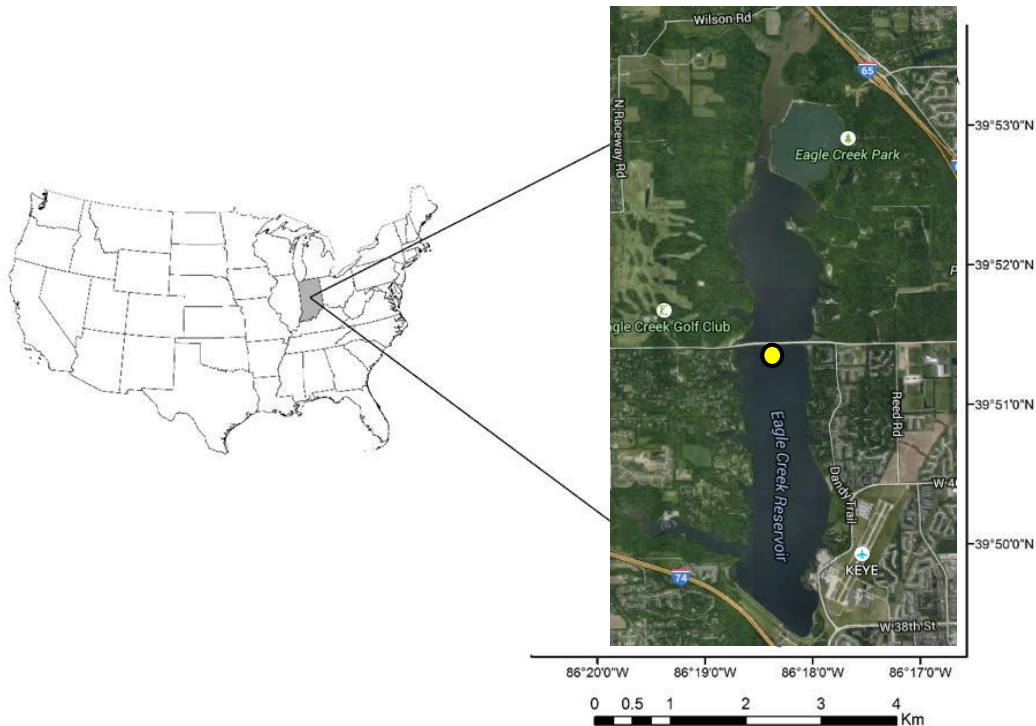 Wilson Rd
65
N Raceway Rd
Eagle Creek Park
39°53'0"N
39°52'0"N
agle Creek Golf Club
39°51'0"N
Reed Rd
Eagle Creek Reservoir
Dandy Trail
W 46
39°50'0"N
KEYE
74
W 38th St
86°20'0"W 86°19'0"W 86°18'0"W 86°17'0"W
0 0.5 1 2 3 4
Km